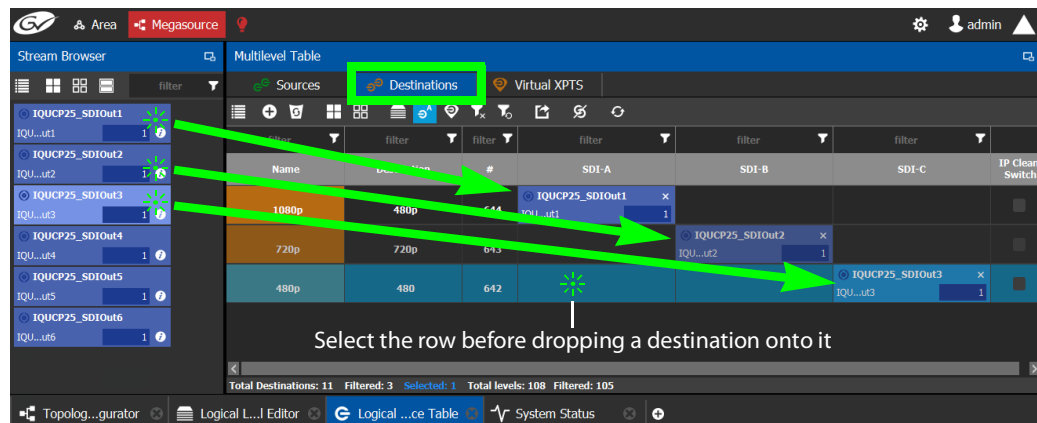 GV Area Megasource admin
Stream Browser Multilevel Table
Sources Destinations Virtual XPTS
filter
IQUCP25_SDIOut1
IQU...ut1 1
IQUCP25_SDIOut2
IQU...ut2 1
IQUCP25_SDIOut3
IQU...ut3 1
IQUCP25_SDIOut4
IQU...ut4 1
IQUCP25_SDIOut5
IQU...ut5 1
IQUCP25_SDIOut6
IQU...ut6 1
filter filter filter filter filter filter
Name # SDI-A SDI-B SDI-C IP Clean
Switch
1080p 480p 644 IQUCP25_SDIOut1 ×
IQU...ut1 1
720p 720p 643 IQUCP25_SDIOut2 ×
IQU...ut2 1
480p 480 642 IQUCP25_SDIOut3 ×
IQU...ut3 1
Select the row before dropping a destination onto it
Total Destinations: 11 Filtered: 3 Selected: 1 Total levels: 108 Filtered: 105
Topolog...gurator Logical L...l Editor Logical ...ce Table System Status